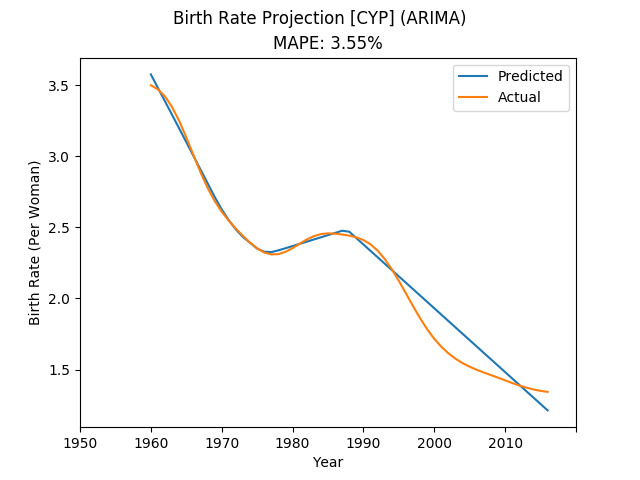 Birth Rate Projection [CYP] (ARIMA)
MAPE: 3.55%
Predicted
Actual
3.5
3.0
2.5
2.0
1.5
Birth Rate (Per Woman)
1950 1960 1970 1980 1990 2000 2010
Year